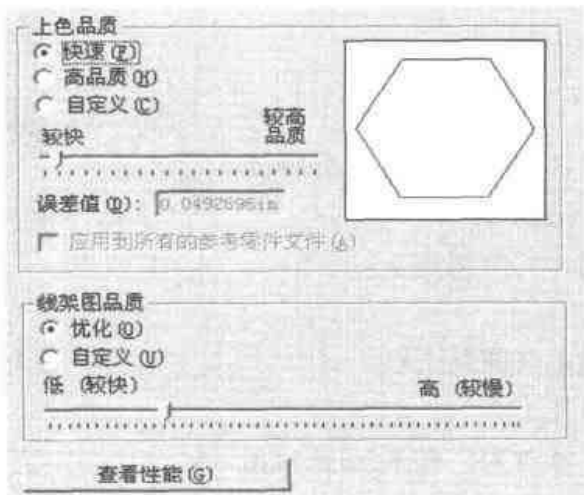 上色品质
快速(F)
高品质(H)
自定义(C)
较快
较高
品质
误差值(D): 0.04926964in
应用到所有的参考零件文件(A)
线架图品质
优化(O)
自定义(U)
低 (较快)
高 (较慢)
查看性能(G)